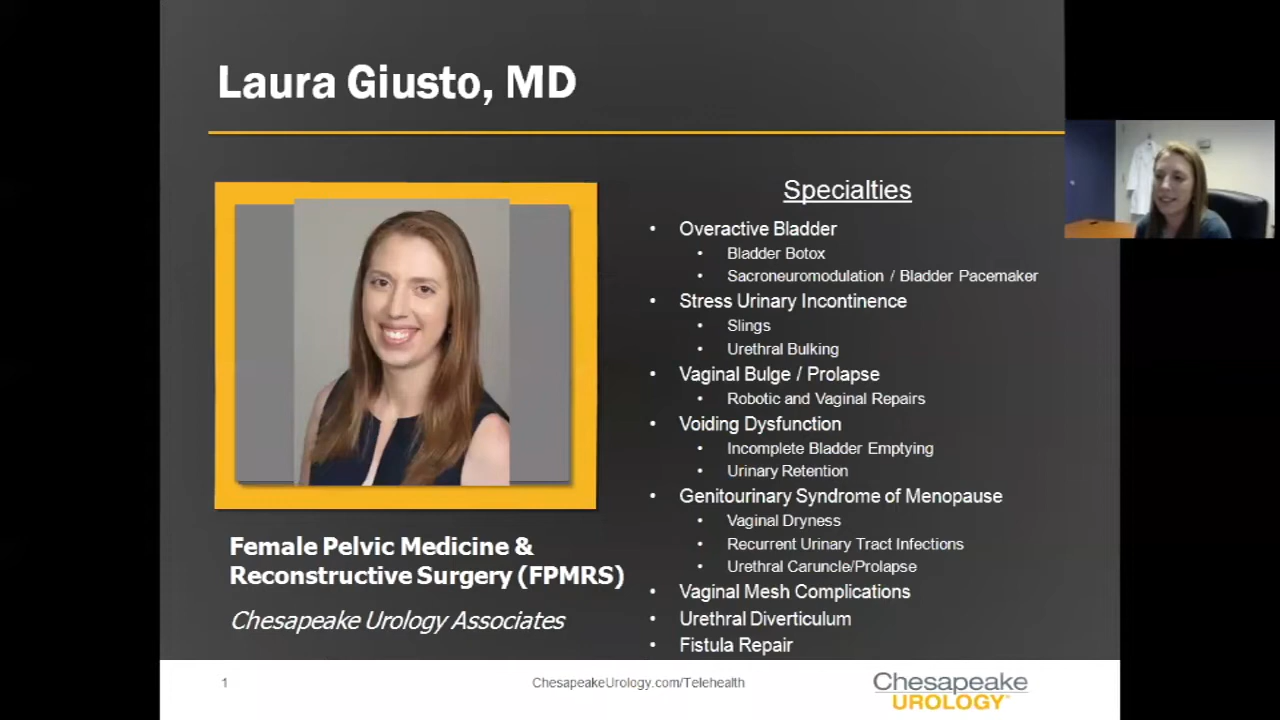 Laura Giusto, MD
Specialties
• Overactive Bladder
• Bladder Botox
• Sacroneuromodulation / Bladder Pacemaker
• Stress Urinary Incontinence
• Slings
• Urethral Bulking
• Vaginal Bulge / Prolapse
• Robotic and Vaginal Repairs
• Voiding Dysfunction
• Incomplete Bladder Emptying
• Urinary Retention
• Genitourinary Syndrome of Menopause
• Vaginal Dryness
• Recurrent Urinary Tract Infections
• Urethral Caruncle/Prolapse
• Vaginal Mesh Complications
• Urethral Diverticulum
• Fistula Repair
Female Pelvic Medicine &
Reconstructive Surgery (FPMRS)
Chesapeake Urology Associates
1
ChesapeakeUrology.com/Telehealth
Chesapeake
UROLOGY